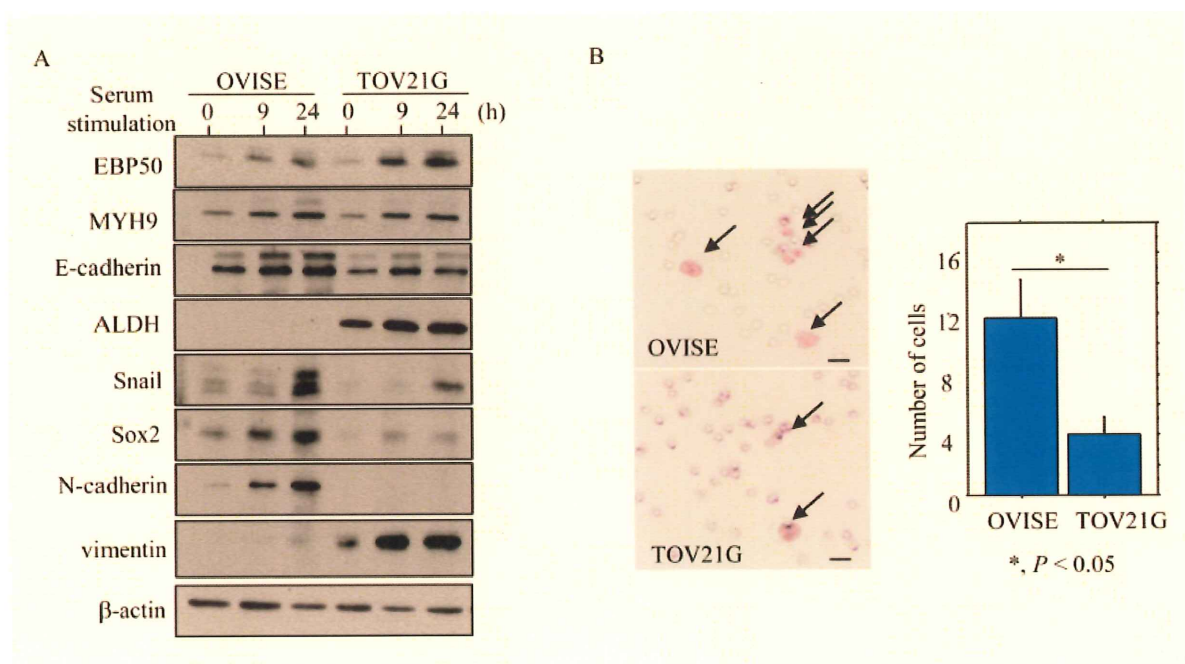 A
OVISE TOV21G
Serum
stimulation
0 9 24 0 9 24 (h)
EBP50
MYH9
E-cadherin
ALDH
Snail
Sox2
N-cadherin
vimentin
β-actin
B
OVISE
TOV21G
Number of cells
16
12
8
4
0
*
OVISE TOV21G
*, P < 0.05